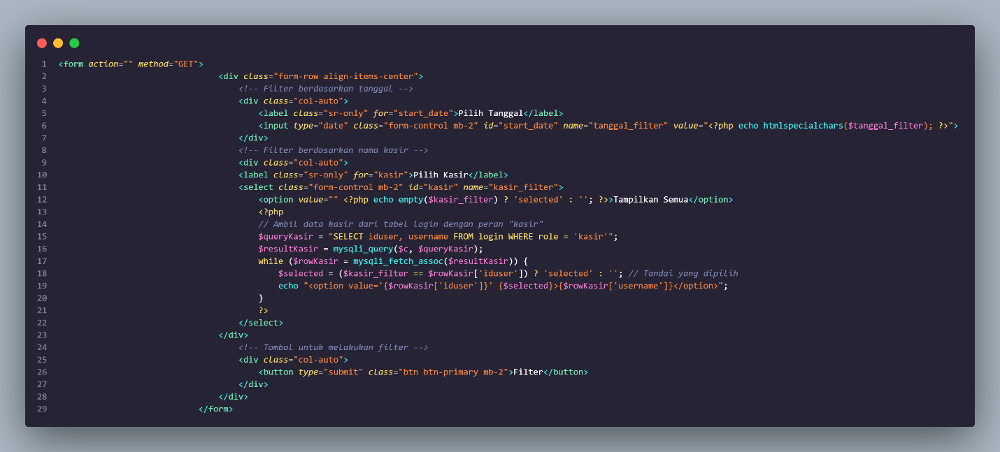 1 <form action="" method="GET">
2 <div class="form-row align-items-center">
3 <!-- Filter berdasarkan tanggal -->
4 <div class="col-auto">
5 <label class="sr-only" for="start_date">Pilih Tanggal</label>
6 <input type="date" class="form-control mb-2" id="start_date" name="tanggal_filter" value="<?php echo htmlspecialchars($tanggal_filter); ?>">
7 </div>
8 <!-- Filter berdasarkan nama kasir -->
9 <div class="col-auto">
10 <label class="sr-only" for="kasir">Pilih Kasir</label>
11 <select class="form-control mb-2" id="kasir" name="kasir_filter">
12 <option value="" <?php echo empty($kasir_filter) ? 'selected' : ''; ?>>Tampilkan Semua</option>
13 <?php
14 // Ambil data kasir dari tabel login dengan peran "kasir"
15 $queryKasir = "SELECT iduser, username FROM login WHERE role = 'kasir'";
16 $resultKasir = mysqli_query($c, $queryKasir);
17 while ($rowKasir = mysqli_fetch_assoc($resultKasir)) {
18 $selected = ($kasir_filter == $rowKasir['iduser']) ? 'selected' : ''; // Tandai yang dipilih
19 echo "<option value='{$rowKasir['iduser']}' {$selected}>{$rowKasir['username']}</option>";
20 }
21 ?>
22 </select>
23 </div>
24 <!-- Tombol untuk melakukan filter -->
25 <div class="col-auto">
26 <button type="submit" class="btn btn-primary mb-2">Filter</button>
27 </div>
28 </div>
29 </form>